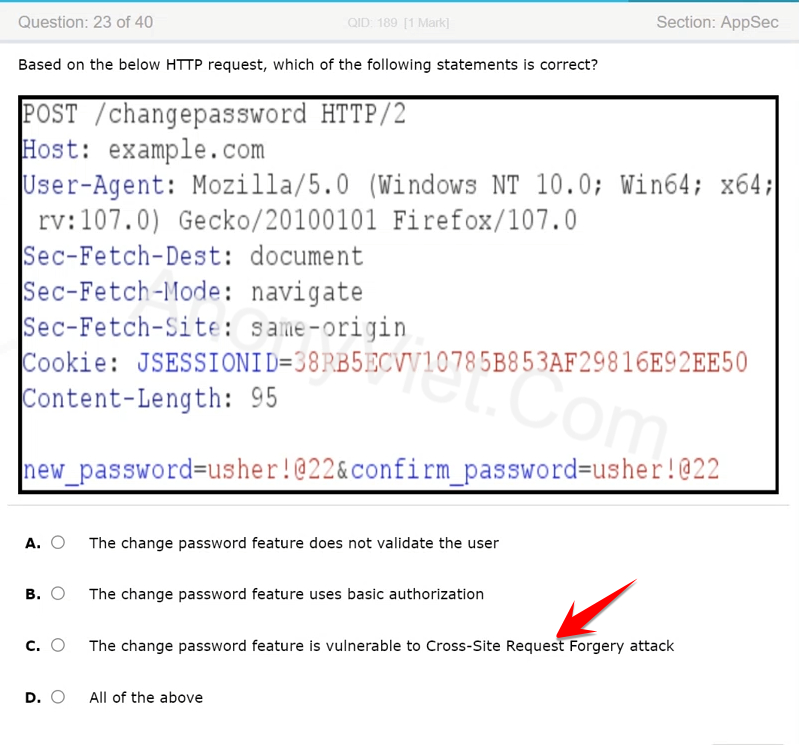 Question: 23 of 40
QID: 189 [1 Mark]
Section: AppSec
Based on the below HTTP request, which of the following statements is correct?
POST /changepassword HTTP/2
Host: example.com
User-Agent: Mozilla/5.0 (Windows NT 10.0; Win64; x64;
rv:107.0) Gecko/20100101 Firefox/107.0
Sec-Fetch-Dest: document
Sec-Fetch-Mode: navigate
Sec-Fetch-Site: same-origin
Cookie: JSESSIONID=38RB5ECVV10785B853AF29816E92EE50
Content-Length: 95
new_password=usher!@22&confirm_password=usher!@22
AnonyViet.Com
A. The change password feature does not validate the user
B. The change password feature uses basic authorization
C. The change password feature is vulnerable to Cross-Site Request Forgery attack
D. All of the above